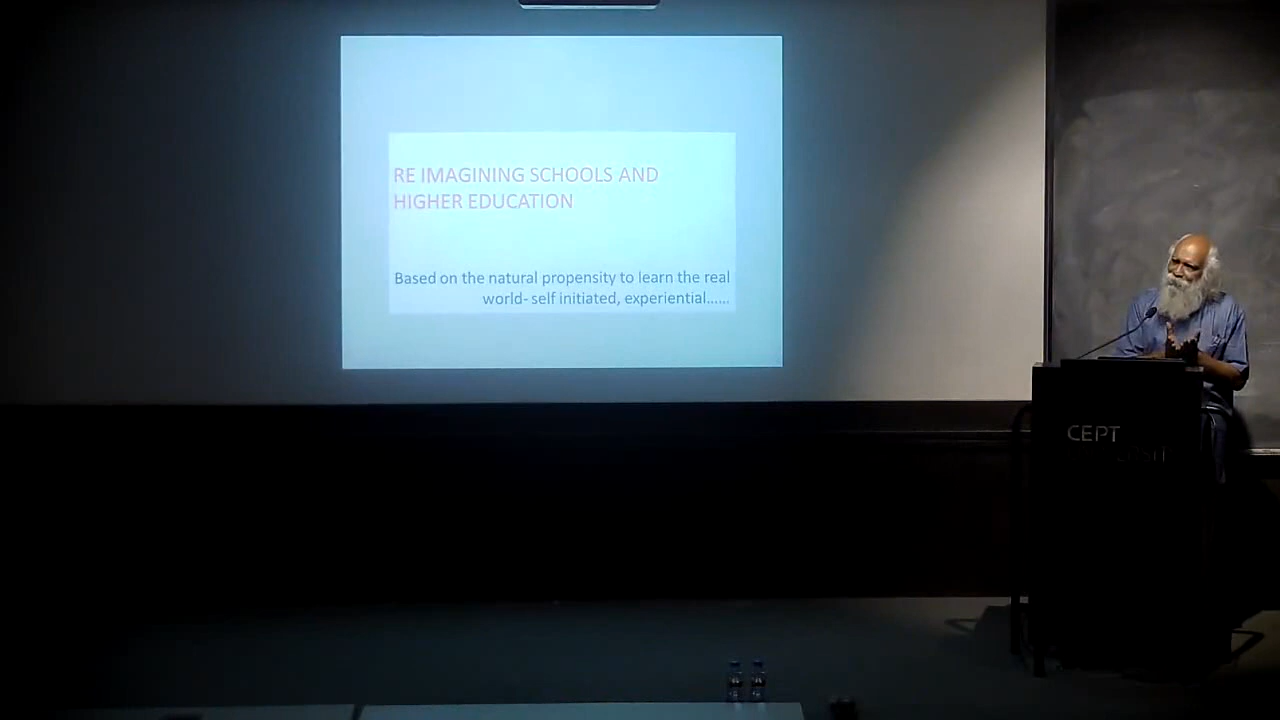 RE IMAGINING SCHOOLS AND
HIGHER EDUCATION
Based on the natural propensity to learn the real
world- self initiated, experiential......
CEPT